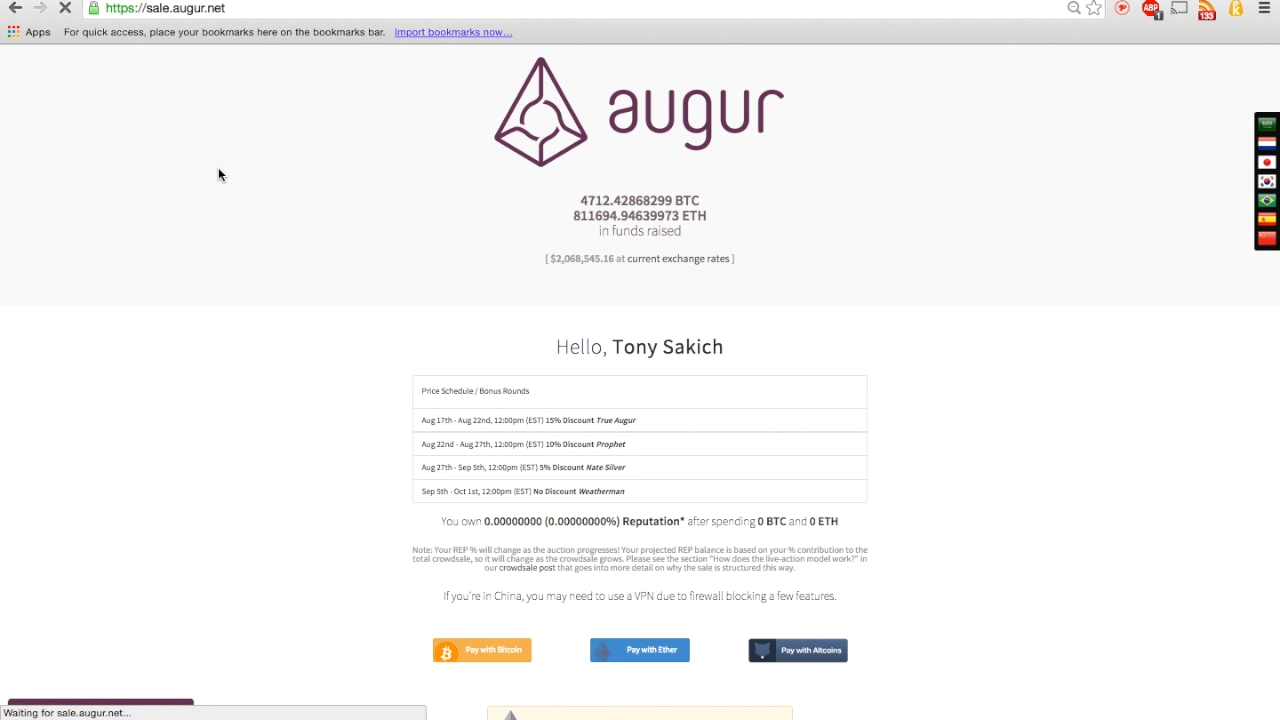 https://sale.augur.net
ABP
1
133
k
Apps For quick access, place your bookmarks here on the bookmarks bar. Import bookmarks now...
augur
4712.42868299 BTC
811694.94639973 ETH
in funds raised
[ $2,068,545.16 at current exchange rates ]
Hello, Tony Sakich
Price Schedule / Bonus Rounds
Aug 17th - Aug 22nd, 12:00pm (EST) 15% Discount True Augur
Aug 22nd - Aug 27th, 12:00pm (EST) 10% Discount Prophet
Aug 27th - Sep 5th, 12:00pm (EST) 5% Discount Nate Silver
Sep 5th - Oct 1st, 12:00pm (EST) No Discount Weatherman
You own 0.00000000 (0.00000000%) Reputation* after spending 0 BTC and 0 ETH
Note: Your REP % will change as the auction progresses! Your projected REP balance is based on your % contribution to the
total crowdsale, so it will change as the crowdsale grows. Please see the section "How does the live-action model work?" in
our crowdsale post that goes into more detail on why the sale is structured this way.
If you're in China, you may need to use a VPN due to firewall blocking a few features.
Pay with Bitcoin
Pay with Ether
Pay with Altcoins
Waiting for sale.augur.net...